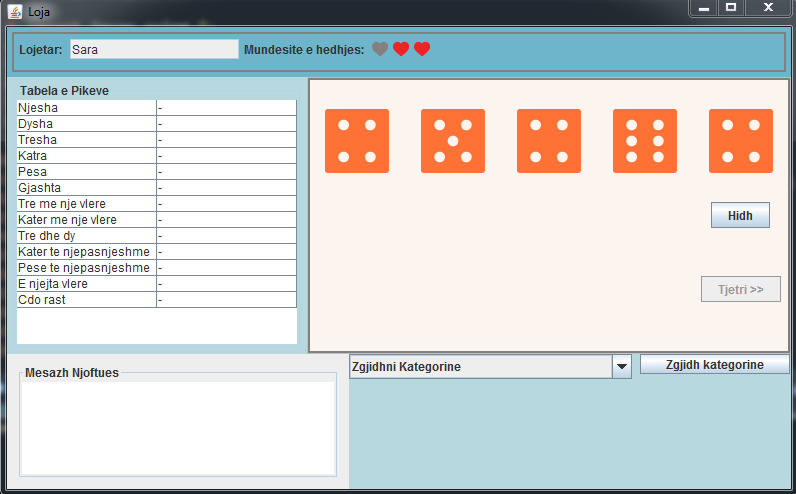 Loja
Lojetar: Sara Mundesite e hedhjes:
Tabela e Pikeve
Njesha -
Dysha -
Tresha -
Katra -
Pesa -
Gjashta -
Tre me nje vlere -
Kater me nje vlere -
Tre dhe dy -
Kater te njepasnjeshme -
Pese te njepasnjeshme -
E njejta vlere -
Cdo rast -
Hidh
Tjetri >>
Mesazh Njoftues
Zgjidhni Kategorine
Zgjidh kategorine